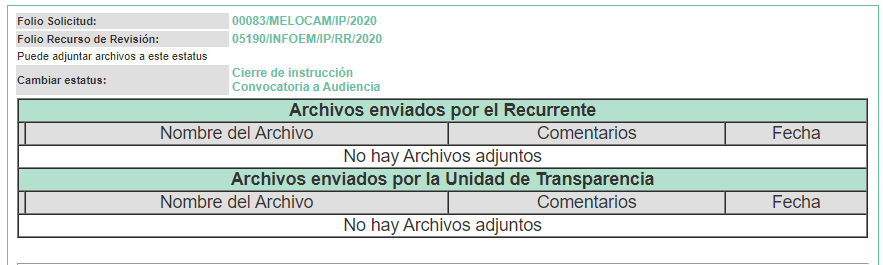 Folio Solicitud: 00083/MELOCAM/IP/2020
Folio Recurso de Revisión: 05190/INFOEM/IP/RR/2020
Puede adjuntar archivos a este estatus
Cambiar estatus: Cierre de instrucción
Convocatoria a Audiencia
Archivos enviados por el Recurrente
Nombre del Archivo Comentarios Fecha
No hay Archivos adjuntos
Archivos enviados por la Unidad de Transparencia
Nombre del Archivo Comentarios Fecha
No hay Archivos adjuntos